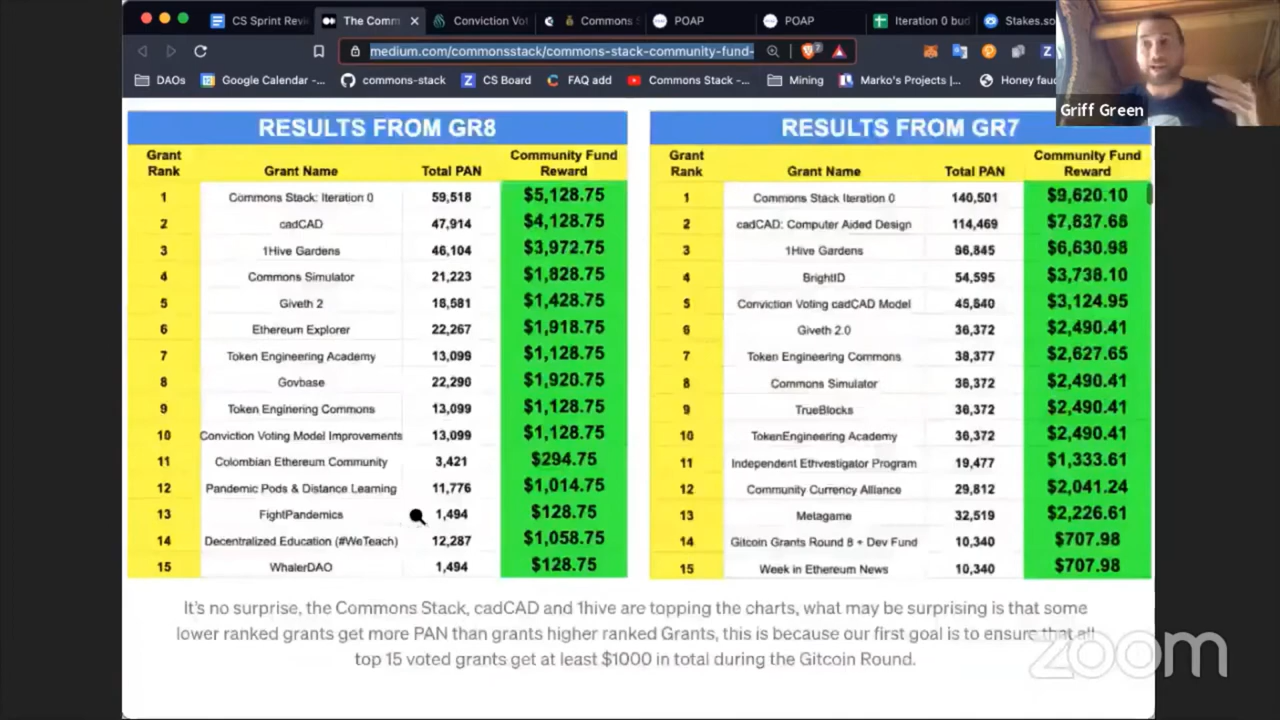 CS Sprint Revi
The Comm
Conviction Vot
Commons S
POAP
POAP
Iteration 0 bud
Stakes.so
medium.com/commonsstack/commons-stack-community-fund-
DAOs
Google Calendar -...
commons-stack
CS Board
FAQ add
Commons Stack -...
Mining
Marko's Projects |...
Honey fauc
Griff Green
RESULTS FROM GR8
Grant Rank Grant Name Total PAN Community Fund Reward
1 Commons Stack: Iteration 0 59,518 $5,128.75
2 cadCAD 47,914 $4,128.75
3 1Hive Gardens 46,104 $3,972.75
4 Commons Simulator 21,223 $1,828.75
5 Giveth 2 16,581 $1,428.75
6 Ethereum Explorer 22,267 $1,918.75
7 Token Engineering Academy 13,099 $1,128.75
8 Govbase 22,290 $1,920.75
9 Token Enginering Commons 13,099 $1,128.75
10 Conviction Voting Model Improvements 13,099 $1,128.75
11 Colombian Ethereum Community 3,421 $294.75
12 Pandemic Pods & Distance Learning 11,776 $1,014.75
13 FightPandemics 1,494 $128.75
14 Decentralized Education (#WeTeach) 12,287 $1,058.75
15 WhalerDAO 1,494 $128.75
RESULTS FROM GR7
Grant Rank Grant Name Total PAN Community Fund Reward
1 Commons Stack Iteration 0 140,501 $9,620.10
2 cadCAD: Computer Aided Design 114,469 $7,837.68
3 1Hive Gardens 96,845 $6,630.98
4 BrightID 54,595 $3,738.10
5 Conviction Voting cadCAD Model 45,640 $3,124.95
6 Giveth 2.0 36,372 $2,490.41
7 Token Engineering Commons 38,377 $2,627.65
8 Commons Simulator 36,372 $2,490.41
9 TrueBlocks 36,372 $2,490.41
10 TokenEngineering Academy 36,372 $2,490.41
11 Independent Ethvestigator Program 19,477 $1,333.61
12 Community Currency Alliance 29,812 $2,041.24
13 Metagame 32,519 $2,226.61
14 Gitcoin Grants Round 8 + Dev Fund 10,340 $707.98
15 Week in Ethereum News 10,340 $707.98
It's no surprise, the Commons Stack, cadCAD and 1hive are topping the charts, what may be surprising is that some
lower ranked grants get more PAN than grants higher ranked Grants, this is because our first goal is to ensure that all
top 15 voted grants get at least $1000 in total during the Gitcoin Round.
zoom